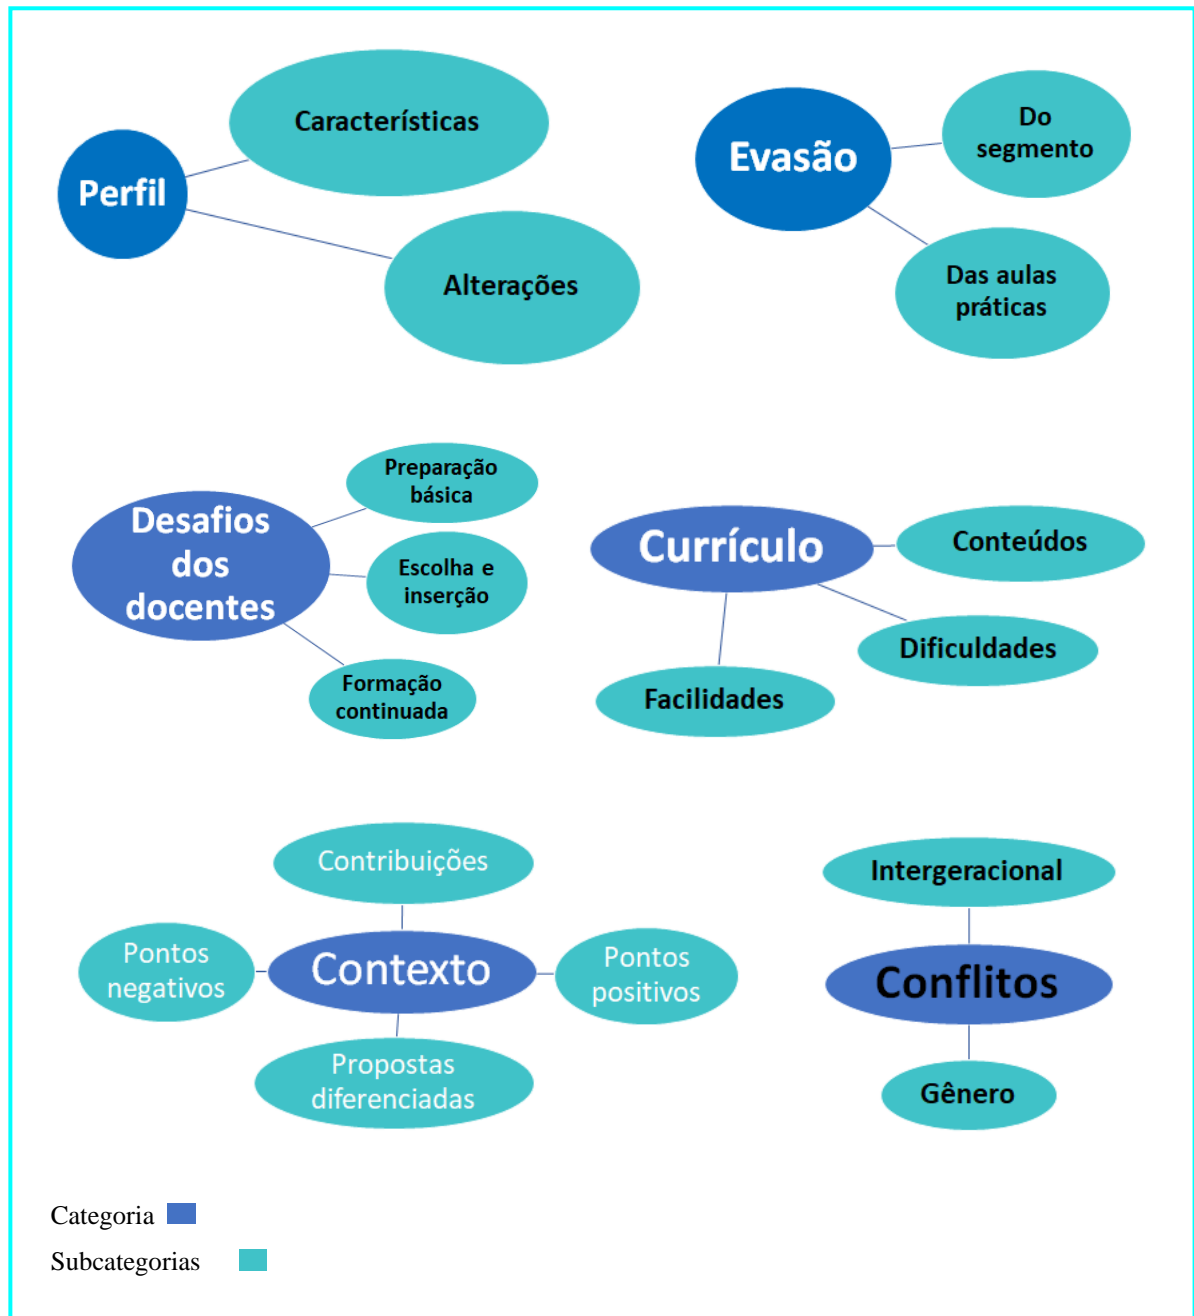 Características
Perfil
Alterações
Evasão
Do
segmento
Das aulas
práticas
Desafios
dos
docentes
Preparação
básica
Escolha e
inserção
Formação
continuada
Currículo
Conteúdos
Dificuldades
Facilidades
Contribuições
Pontos
negativos
Contexto
Pontos
positivos
Propostas
diferenciadas
Intergeracional
Conflitos
Gênero
Categoria
Subcategorias